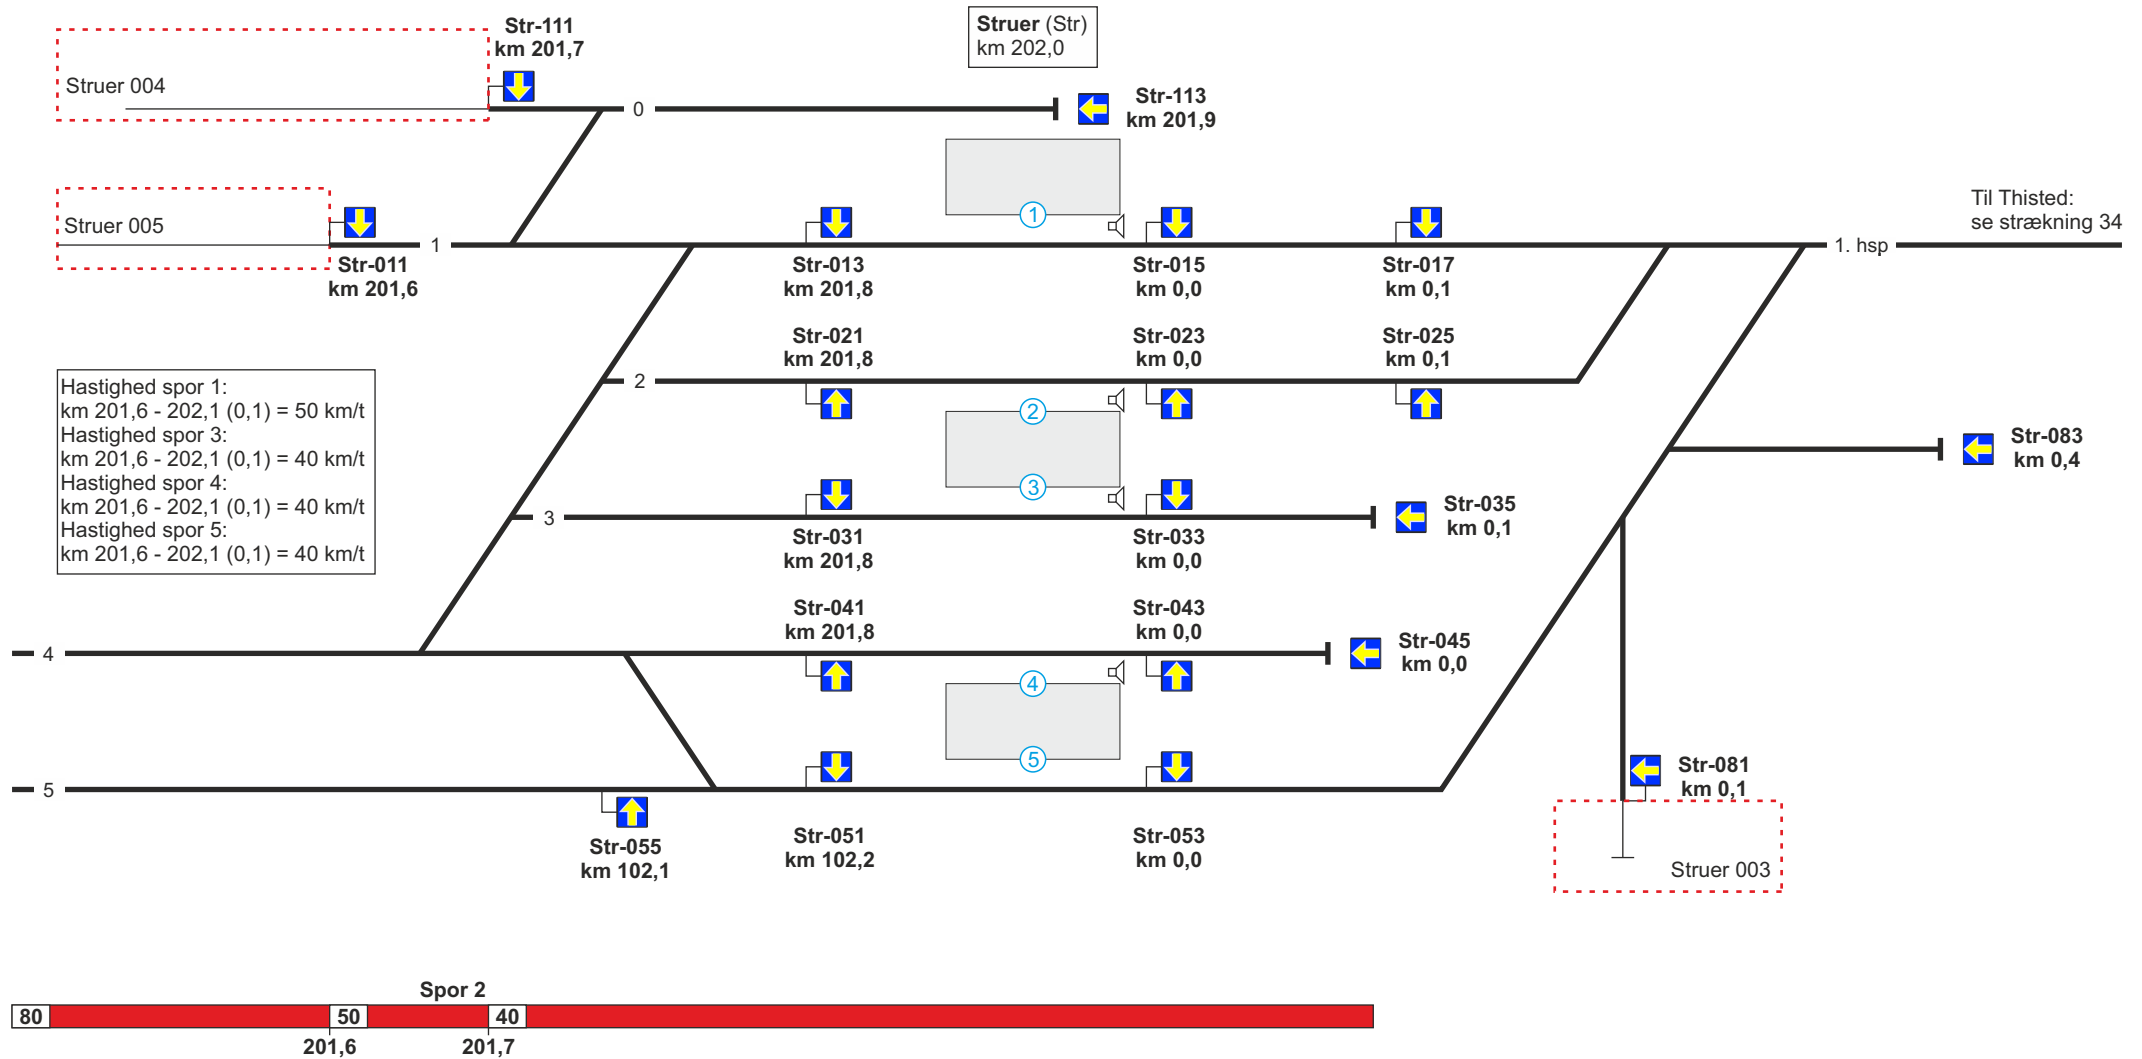 Str-111
km 201,7
Struer (Str)
km 202,0
Struer 004
0
Str-113
km 201,9
Struer 005
1
1
Til Thisted:
se strækning 34
1. hsp
Str-011
km 201,6
Str-013
km 201,8
Str-015
km 0,0
Str-017
km 0,1
Str-021
km 201,8
Str-023
km 0,0
Str-025
km 0,1
2
2
Hastighed spor 1:
km 201,6 - 202,1 (0,1) = 50 km/t
Hastighed spor 3:
km 201,6 - 202,1 (0,1) = 40 km/t
Hastighed spor 4:
km 201,6 - 202,1 (0,1) = 40 km/t
Hastighed spor 5:
km 201,6 - 202,1 (0,1) = 40 km/t
Str-083
km 0,4
3
3
Str-035
km 0,1
Str-031
km 201,8
Str-033
km 0,0
Str-041
km 201,8
Str-043
km 0,0
4
Str-045
km 0,0
4
5
5
Str-081
km 0,1
Str-055
km 102,1
Str-051
km 102,2
Str-053
km 0,0
Struer 003
Spor 2
80
50
40
201,6
201,7